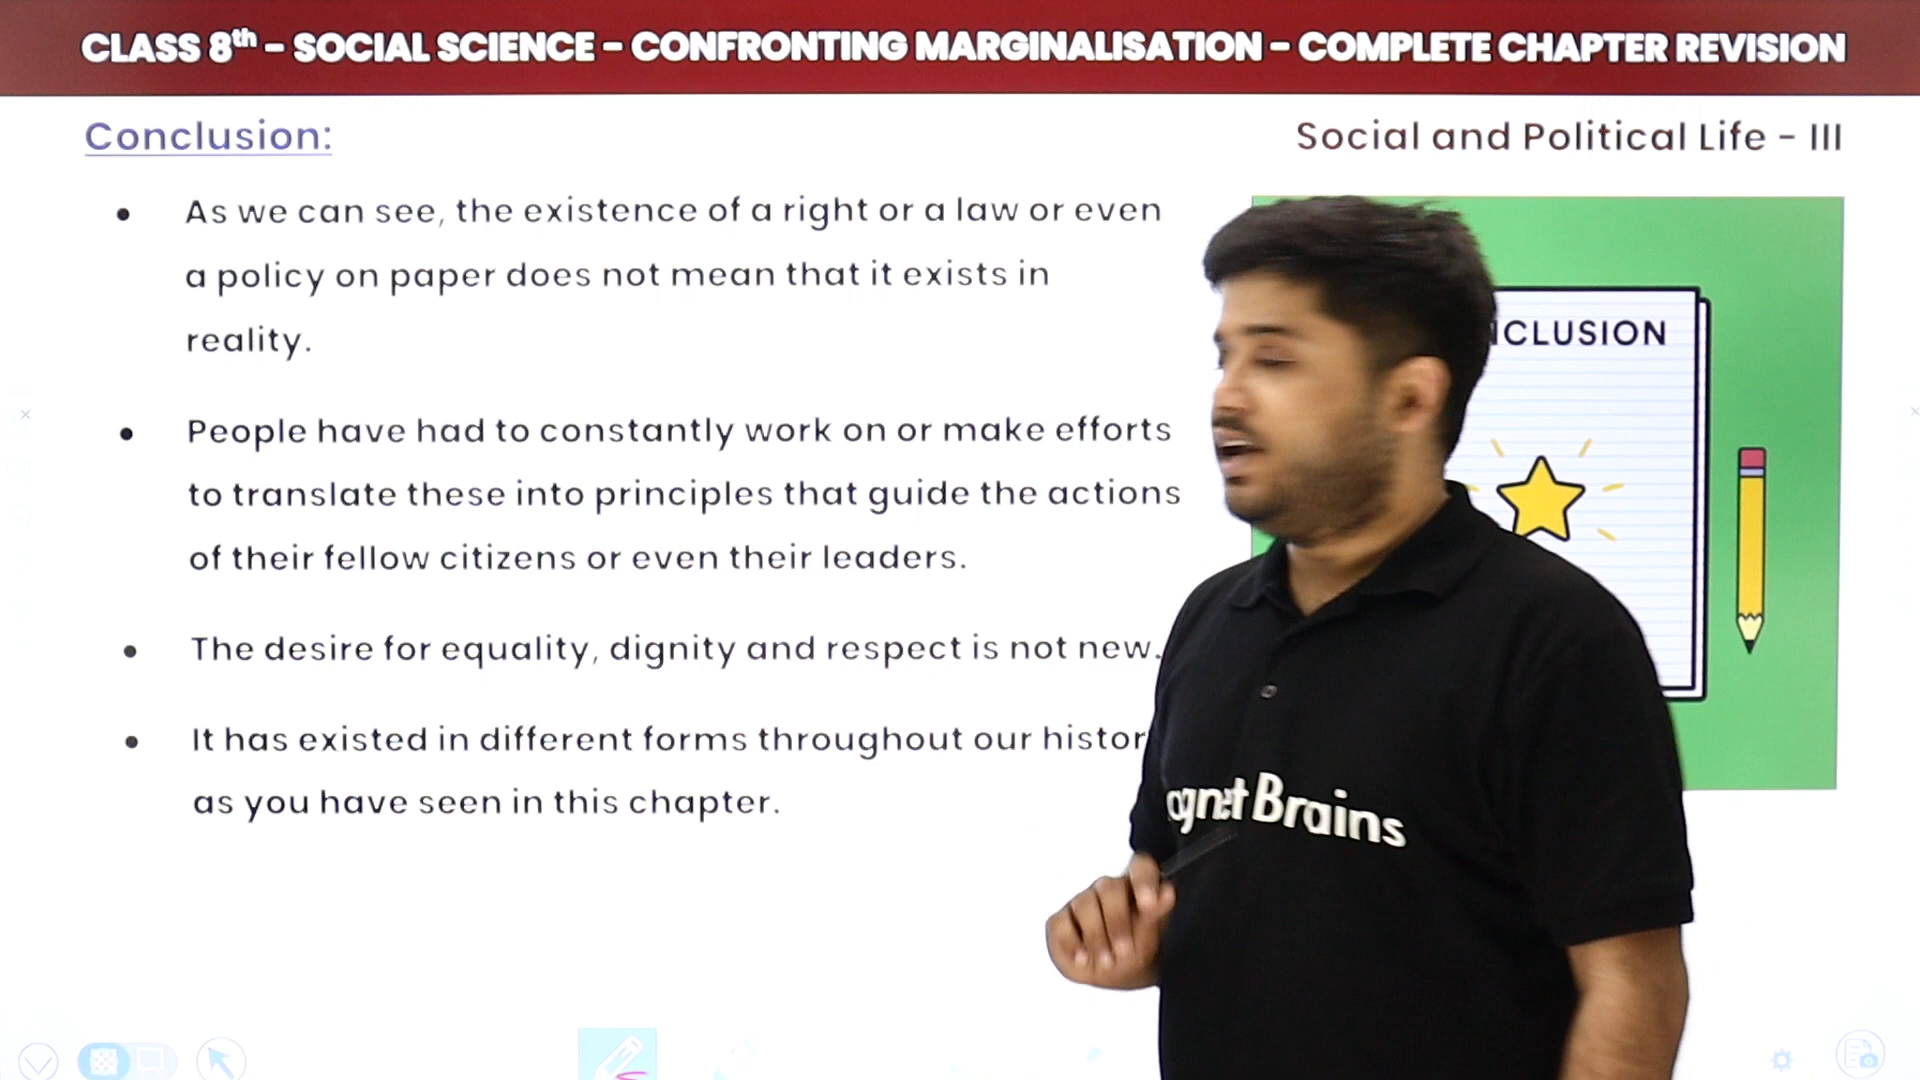 CLASS 8th - SOCIAL SCIENCE - CONFRONTING MARGINALISATION - COMPLETE CHAPTER REVISION
Conclusion:
Social and Political Life - III
• As we can see, the existence of a right or a law or even
a policy on paper does not mean that it exists in
reality.
• People have had to constantly work on or make efforts
to translate these into principles that guide the actions
of their fellow citizens or even their leaders.
• The desire for equality, dignity and respect is not new.
• It has existed in different forms throughout our histor
as you have seen in this chapter.
NCLUSION
agnet Brains